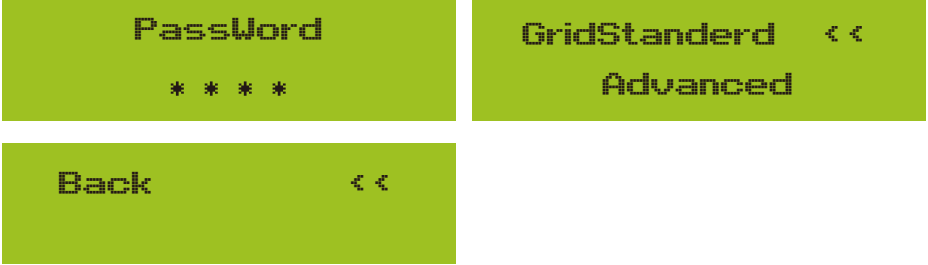 PassWord
* * * *
GridStanderd <<
Advanced
Back <<